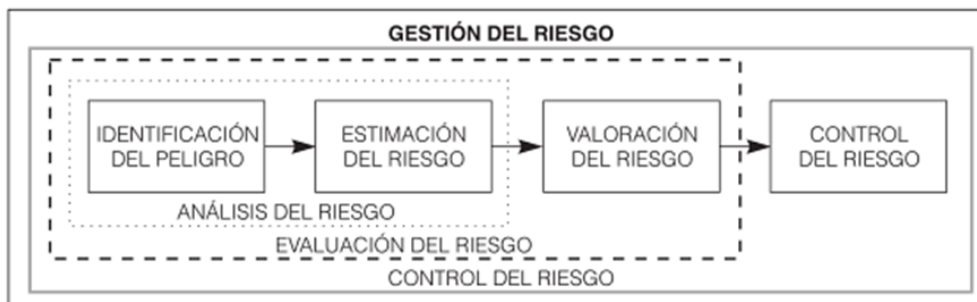 GESTIÓN DEL RIESGO
IDENTIFICACIÓN
DEL PELIGRO
ESTIMACIÓN
DEL RIESGO
VALORACIÓN
DEL RIESGO
CONTROL
DEL RIESGO
ANÁLISIS DEL RIESGO
EVALUACIÓN DEL RIESGO
CONTROL DEL RIESGO